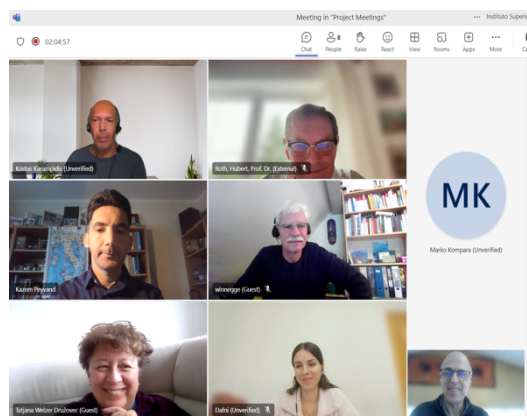 Meeting in "Project Meetings"
··· Instituto Superi
02:04:57
8
Chat People Raise React View Rooms Apps More
Kostas Karampidis (Unverified)
Roth, Hubert, Prof. Dr. (External)
MK
Marko Kompara (Unverified)
Kazem Peyvand
winnegge (Guest)
Tatjana Welzer Družovec (Guest)
Dafni (Unverified)